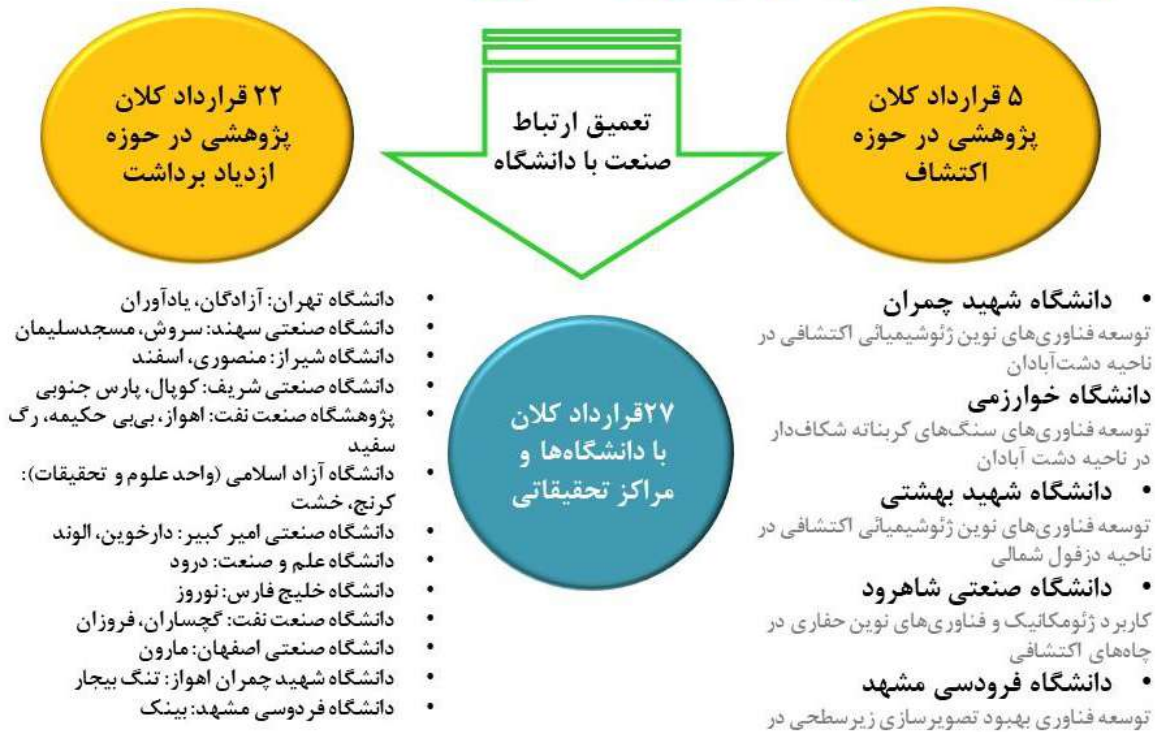 ۵ قرارداد کلان
پژوهشی در حوزه
اکتشاف
تعمیق ارتباط
صنعت با دانشگاه
۲۲ قرارداد کلان
پژوهشی در حوزه
ازدیاد برداشت
• دانشگاه شهید چمران
توسعه فناوری‌های نوین ژئوشیمیائی اکتشافی در
ناحیه دشت‌آبادان
دانشگاه خوارزمی
توسعه فناوری‌های سنگ‌های کربناته شکاف‌دار
در ناحیه دشت آبادان
• دانشگاه شهید بهشتی
توسعه فناوری‌های نوین ژئوشیمیائی اکتشافی در
ناحیه دزفول شمالی
• دانشگاه صنعتی شاهرود
کاربرد ژئومکانیک و فناوری‌های نوین حفاری در
چاه‌های اکتشافی
• دانشگاه فرودسی مشهد
توسعه فناوری بهبود تصویرسازی زیرسطحی در
۲۷قرارداد کلان
با دانشگاه‌ها و
مراکز تحقیقاتی
• دانشگاه تهران: آزادگان، یادآوران
• دانشگاه صنعتی سهند: سروش، مسجدسلیمان
• دانشگاه شیراز: منصوری، اسفند
• دانشگاه صنعتی شریف: کوپال، پارس جنوبی
• پژوهشگاه صنعت نفت: اهواز، بی‌بی حکیمه، رگ
سفید
• دانشگاه آزاد اسلامی (واحد علوم و تحقیقات):
کرنج، خشت
• دانشگاه صنعتی امیر کبیر: دارخوین، الوند
• دانشگاه علم و صنعت: درود
• دانشگاه خلیج فارس: نوروز
• دانشگاه صنعت نفت: گچساران، فروزان
• دانشگاه صنعتی اصفهان: مارون
• دانشگاه شهید چمران اهواز: تنگ بیجار
• دانشگاه فردوسی مشهد: بینک